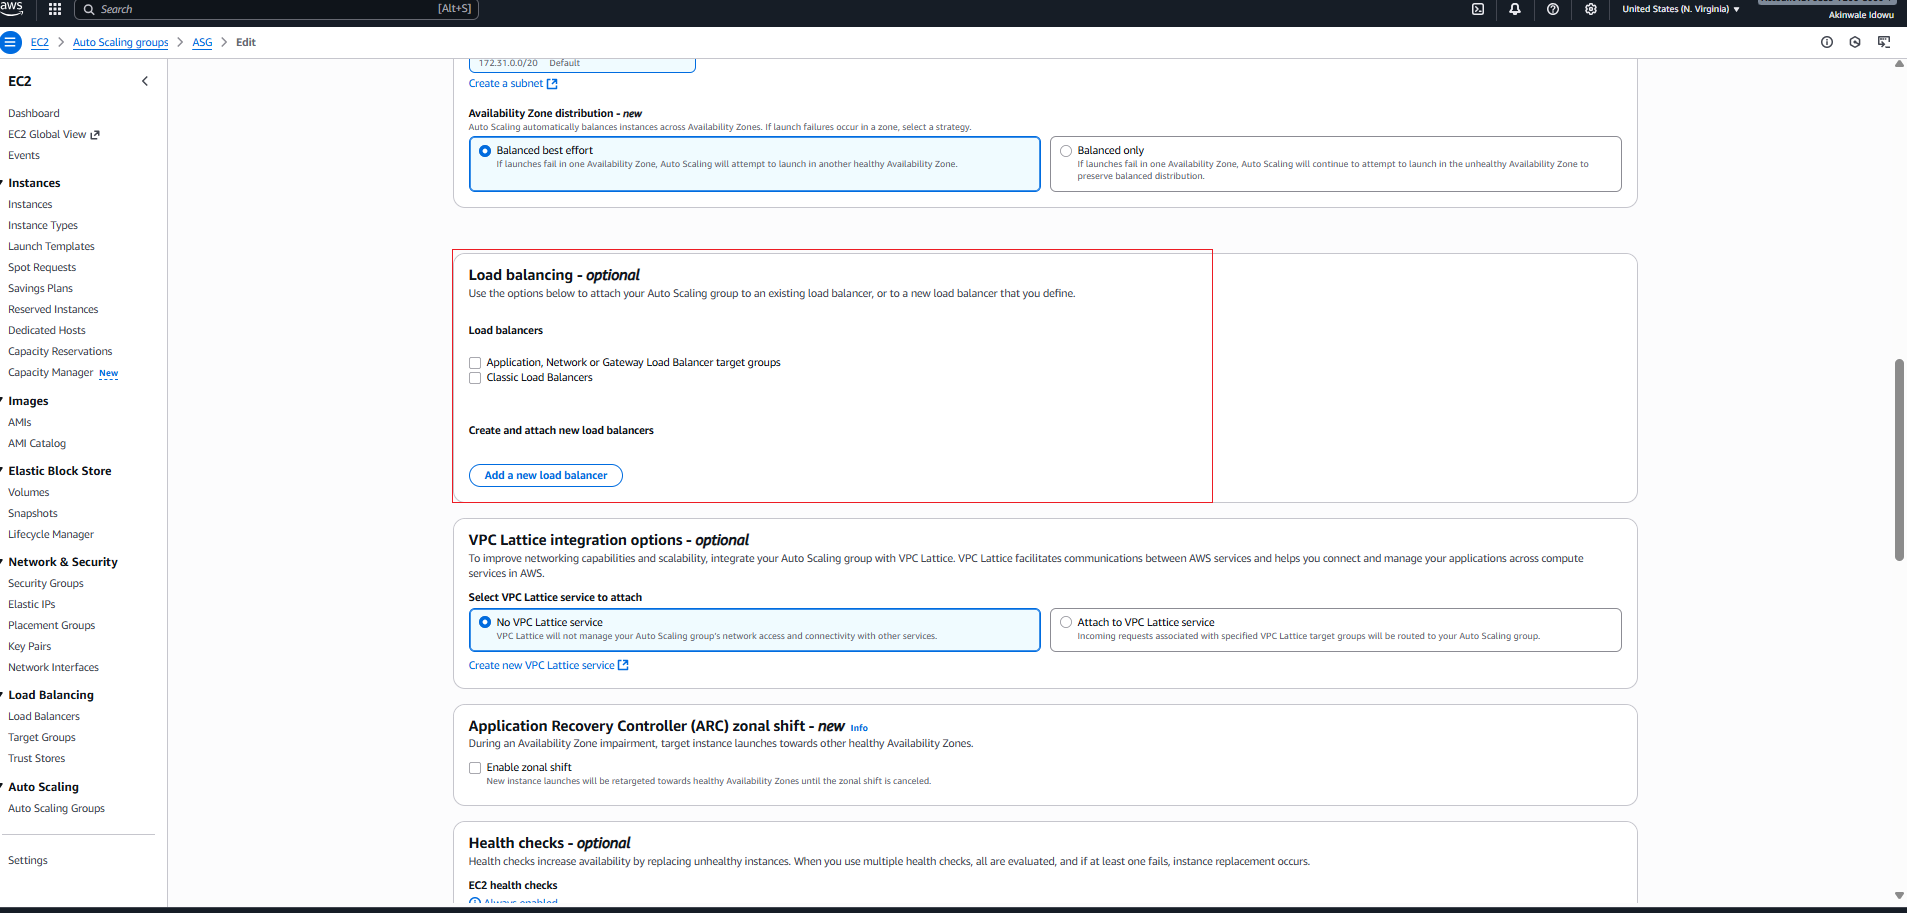 aws
Search
[Alt+S]
United States (N. Virginia)
Akinwale Idowu
EC2
Auto Scaling groups
ASG
Edit
EC2
Dashboard
EC2 Global View
Events
Instances
Instances
Instance Types
Launch Templates
Spot Requests
Savings Plans
Reserved Instances
Dedicated Hosts
Capacity Reservations
Capacity Manager New
Images
AMIs
AMI Catalog
Elastic Block Store
Volumes
Snapshots
Lifecycle Manager
Network & Security
Security Groups
Elastic IPs
Placement Groups
Key Pairs
Network Interfaces
Load Balancing
Load Balancers
Target Groups
Trust Stores
Auto Scaling
Auto Scaling Groups
Settings
172.31.0.0/20 Default
Create a subnet
Availability Zone distribution - new
Auto Scaling automatically balances instances across Availability Zones. If launch failures occur in a zone, select a strategy.
Balanced best effort
If launches fail in one Availability Zone, Auto Scaling will attempt to launch in another healthy Availability Zone.
Balanced only
If launches fail in one Availability Zone, Auto Scaling will continue to attempt to launch in the unhealthy Availability Zone to
preserve balanced distribution.
Load balancing - optional
Use the options below to attach your Auto Scaling group to an existing load balancer, or to a new load balancer that you define.
Load balancers
Application, Network or Gateway Load Balancer target groups
Classic Load Balancers
Create and attach new load balancers
Add a new load balancer
VPC Lattice integration options - optional
To improve networking capabilities and scalability, integrate your Auto Scaling group with VPC Lattice. VPC Lattice facilitates communications between AWS services and helps you connect and manage your applications across compute
services in AWS.
Select VPC Lattice service to attach
No VPC Lattice service
VPC Lattice will not manage your Auto Scaling group's network access and connectivity with other services.
Attach to VPC Lattice service
Incoming requests associated with specified VPC Lattice target groups will be routed to your Auto Scaling group.
Create new VPC Lattice service
Application Recovery Controller (ARC) zonal shift - new Info
During an Availability Zone impairment, target instance launches towards other healthy Availability Zones.
Enable zonal shift
New instance launches will be retargeted towards healthy Availability Zones until the zonal shift is canceled.
Health checks - optional
Health checks increase availability by replacing unhealthy instances. When you use multiple health checks, all are evaluated, and if at least one fails, instance replacement occurs.
EC2 health checks
Always enabled